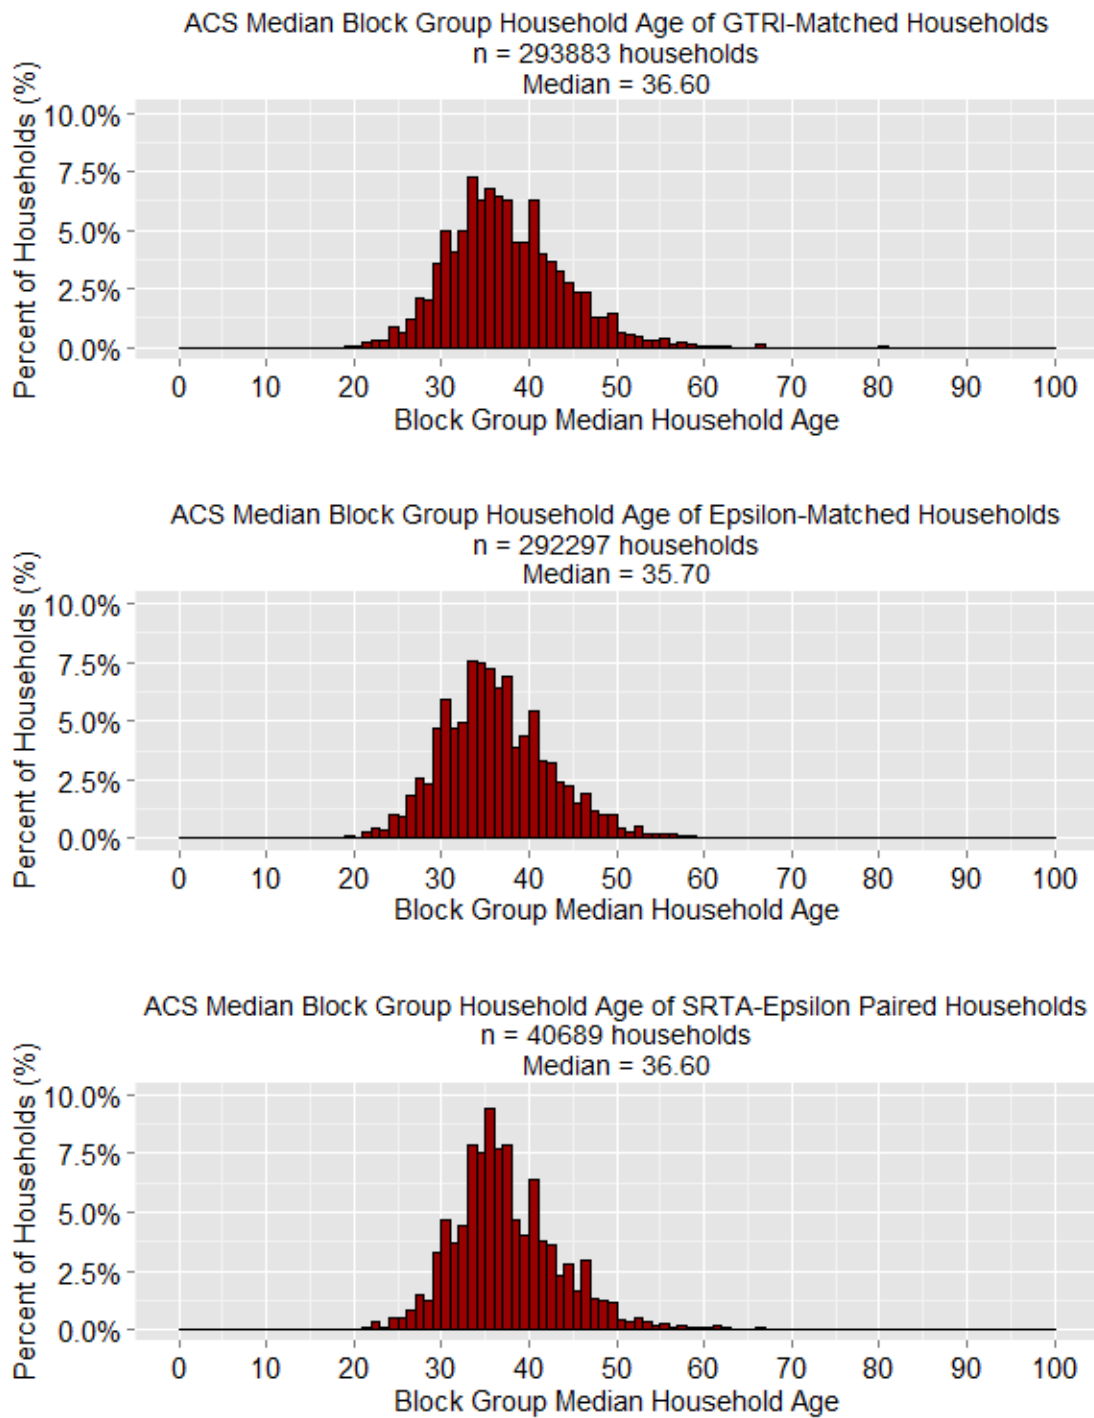 ACS Median Block Group Household Age of GTRI-Matched Households
n = 293883 households
Median = 36.60
Percent of Households (%)
10.0%
7.5%
5.0%
2.5%
0.0%
0 10 20 30 40 50 60 70 80 90 100
Block Group Median Household Age
ACS Median Block Group Household Age of Epsilon-Matched Households
n = 292297 households
Median = 35.70
Percent of Households (%)
10.0%
7.5%
5.0%
2.5%
0.0%
0 10 20 30 40 50 60 70 80 90 100
Block Group Median Household Age
ACS Median Block Group Household Age of SRTA-Epsilon Paired Households
n = 40689 households
Median = 36.60
Percent of Households (%)
10.0%
7.5%
5.0%
2.5%
0.0%
0 10 20 30 40 50 60 70 80 90 100
Block Group Median Household Age